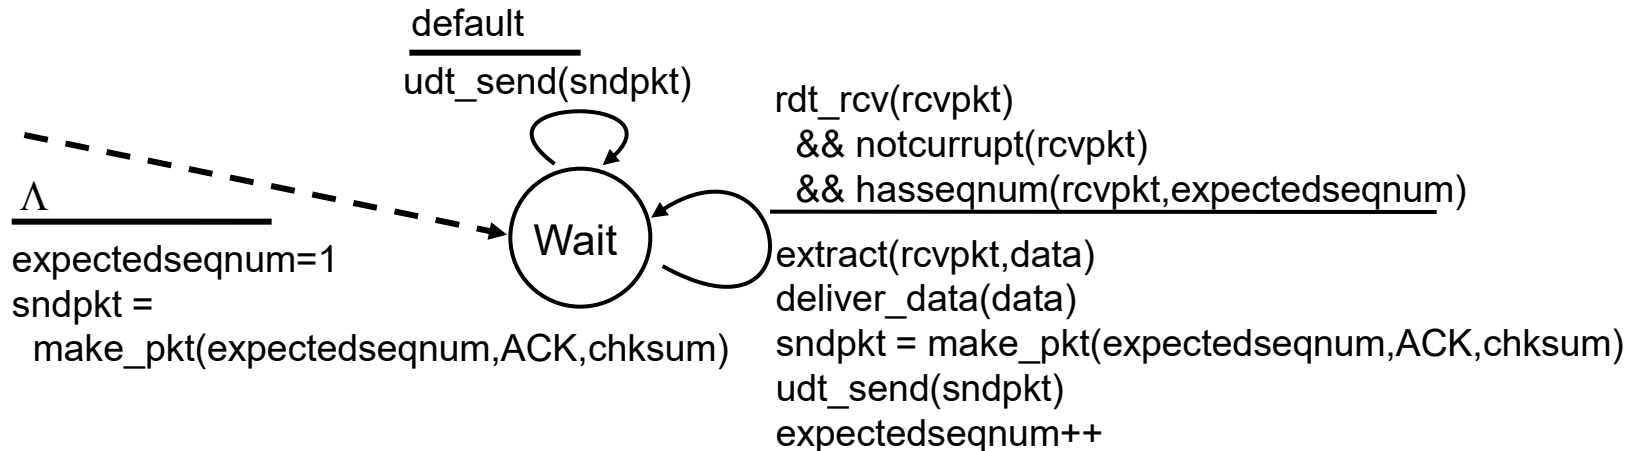 default
udt_send(sndpkt)
rdt_rcv(rcvpkt)
&& notcurrupt(rcvpkt)
&& hasseqnum(rcvpkt,expectedseqnum)
Λ
Wait
expectedseqnum=1
sndpkt =
make_pkt(expectedseqnum,ACK,chksum)
extract(rcvpkt,data)
deliver_data(data)
sndpkt = make_pkt(expectedseqnum,ACK,chksum)
udt_send(sndpkt)
expectedseqnum++